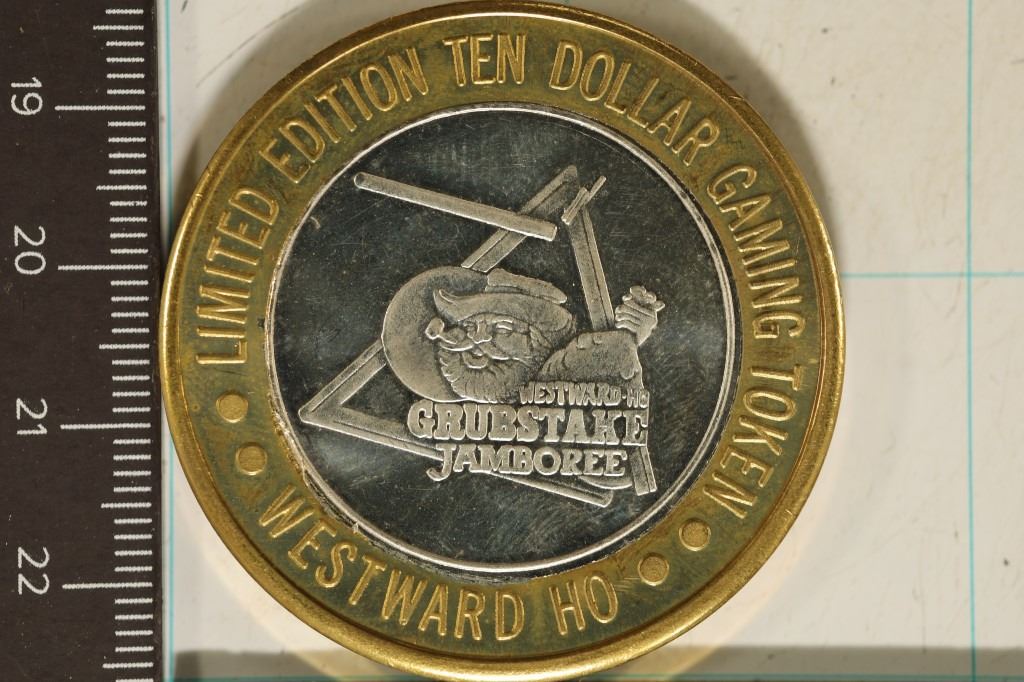 LIMITED EDITION TEN DOLLAR GAMING TOKEN
WESTWARD-HO
GRUBSTAKE
JAMBOREE
WESTWARD HO
19
20
21
22